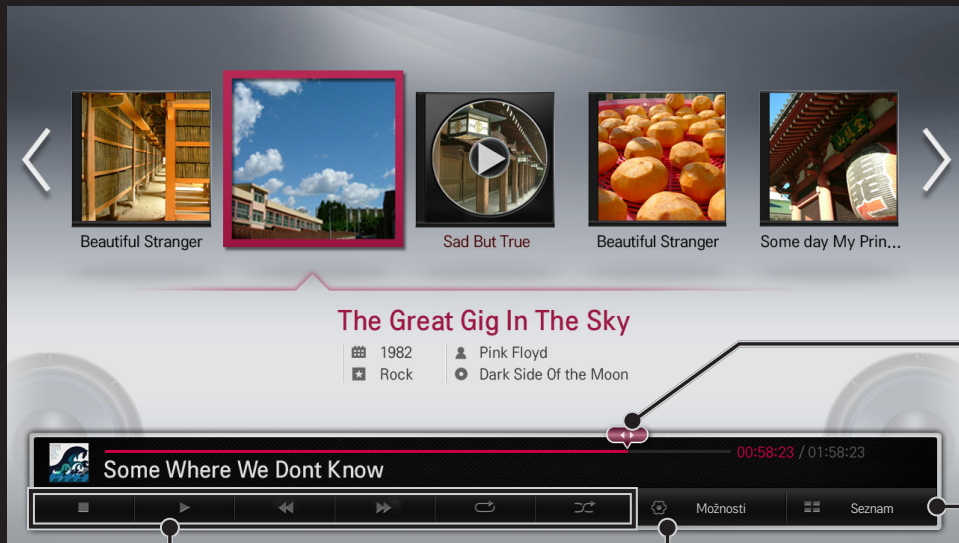 Beautiful Stranger
Sad But True
Beautiful Stranger
Some day My Prin...
The Great Gig In The Sky
1982
Pink Floyd
Rock
Dark Side Of the Moon
00:58:23 / 01:58:23
Some Where We Dont Know
Možnosti
Seznam